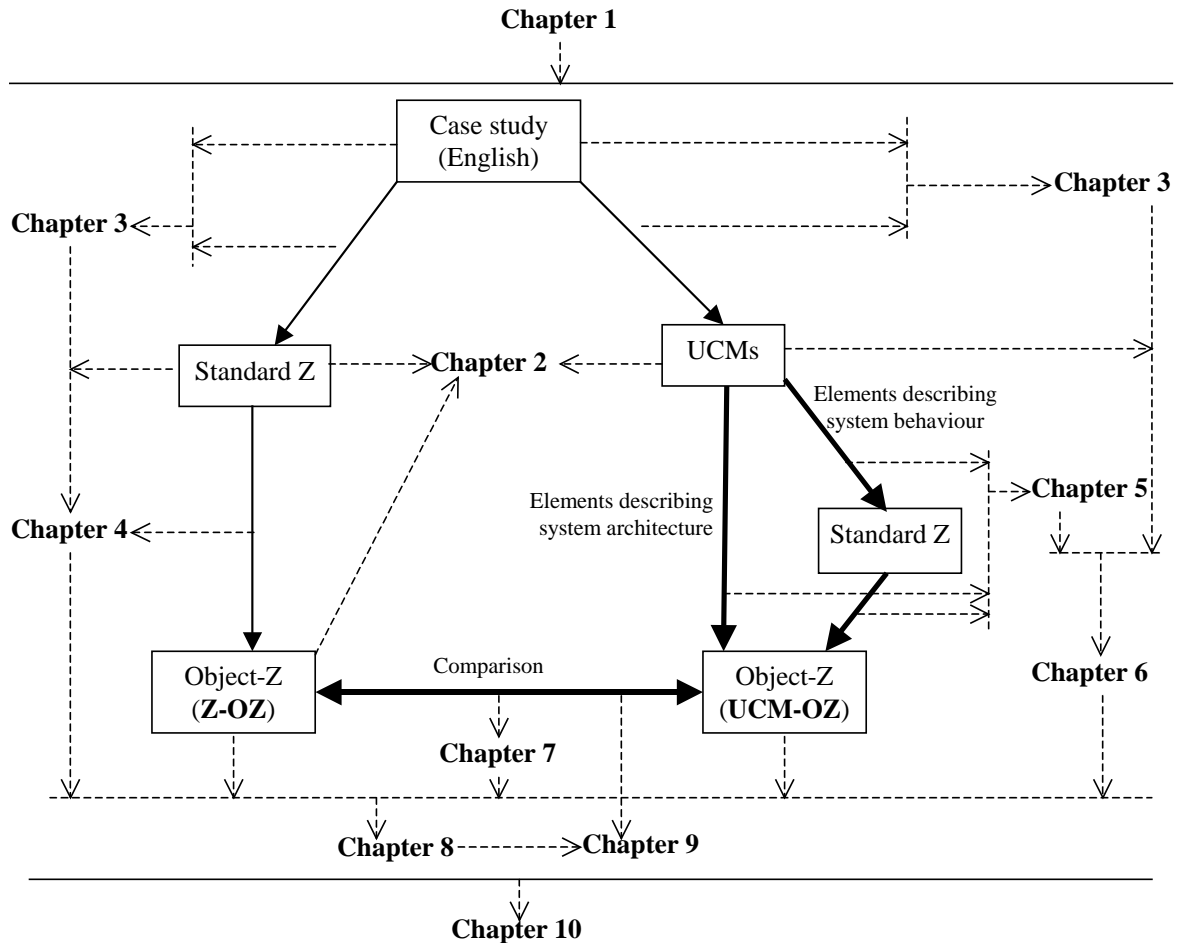 Chapter 1
Case study
(English)
Chapter 3
Chapter 3
Standard Z
Chapter 2
UCMs
Elements describing
system behaviour
Chapter 5
Elements describing
system architecture
Chapter 4
Standard Z
Object-Z
(Z-OZ)
Comparison
Object-Z
(UCM-OZ)
Chapter 6
Chapter 7
Chapter 8
Chapter 9
Chapter 10